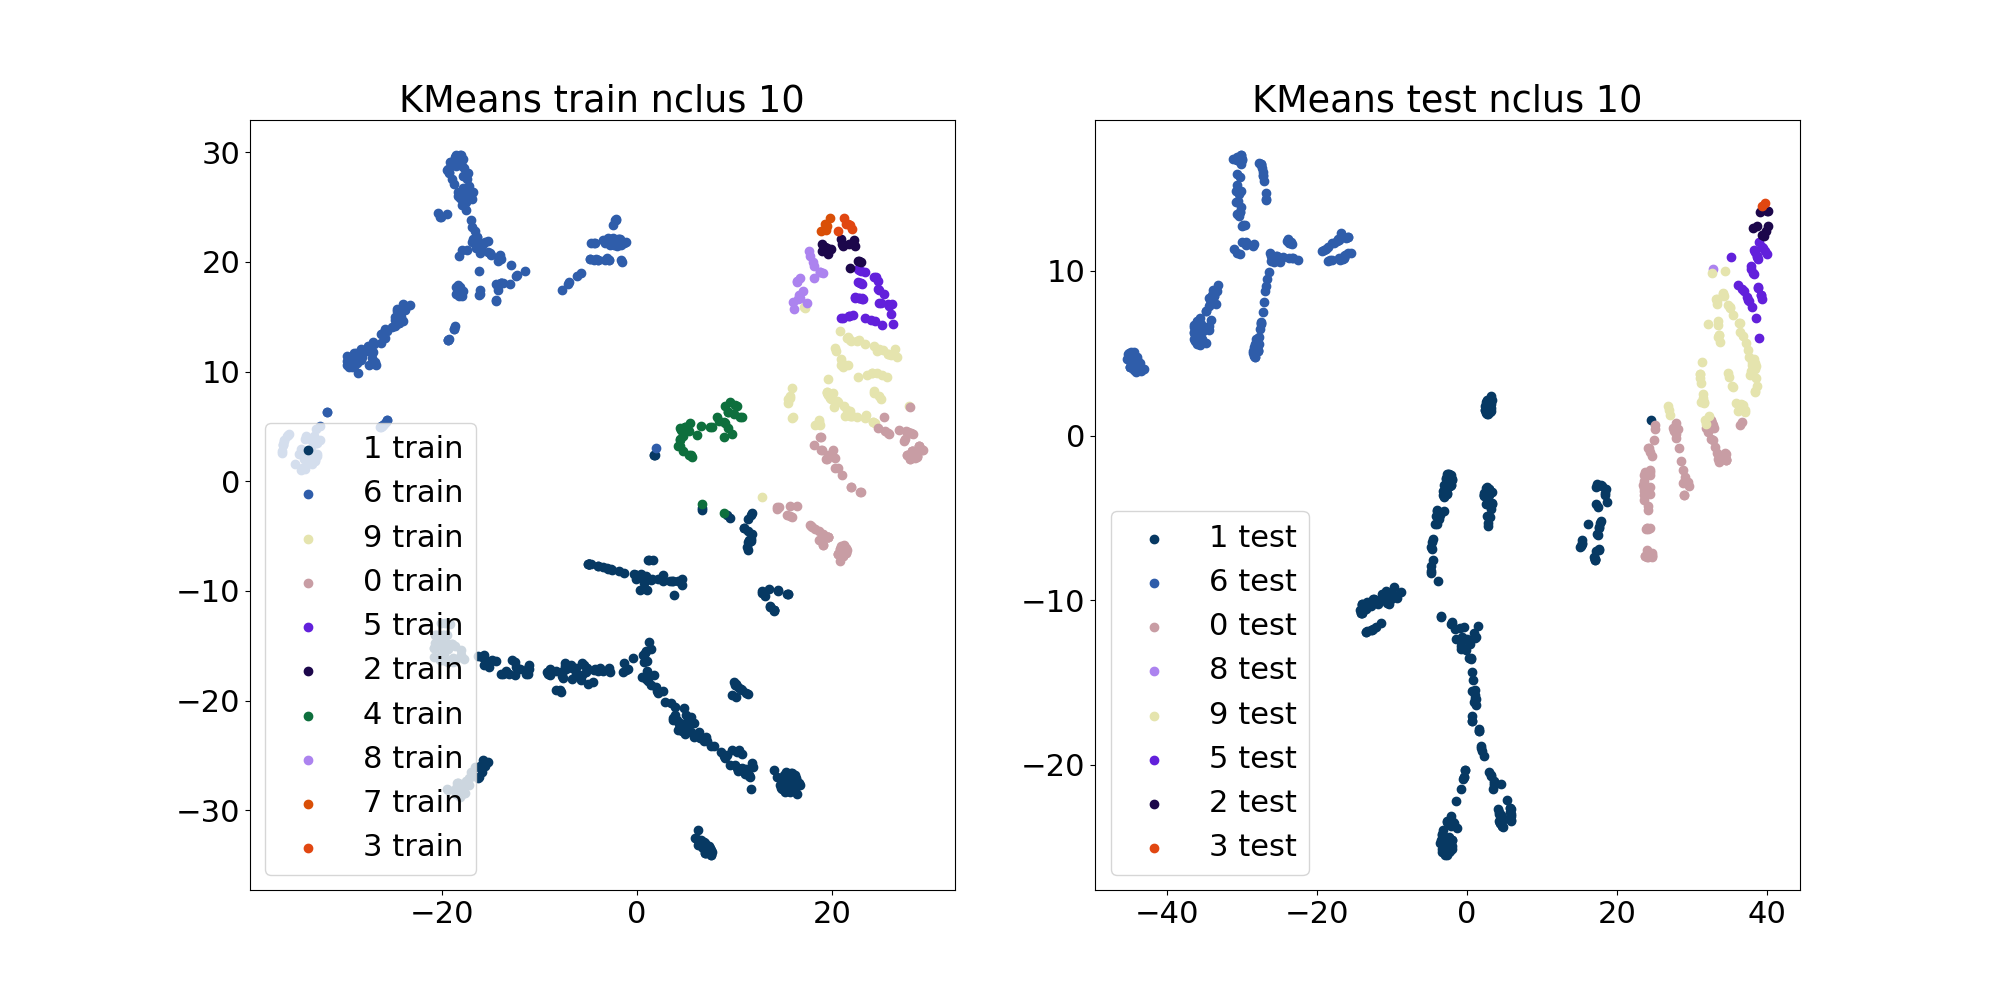 KMeans train nclus 10
30
20
10
0
−10
−20
−30
−20
0
20
1 train
6 train
9 train
0 train
5 train
2 train
4 train
8 train
7 train
3 train
KMeans test nclus 10
10
0
−10
−20
−40
−20
0
20
40
1 test
6 test
0 test
8 test
9 test
5 test
2 test
3 test